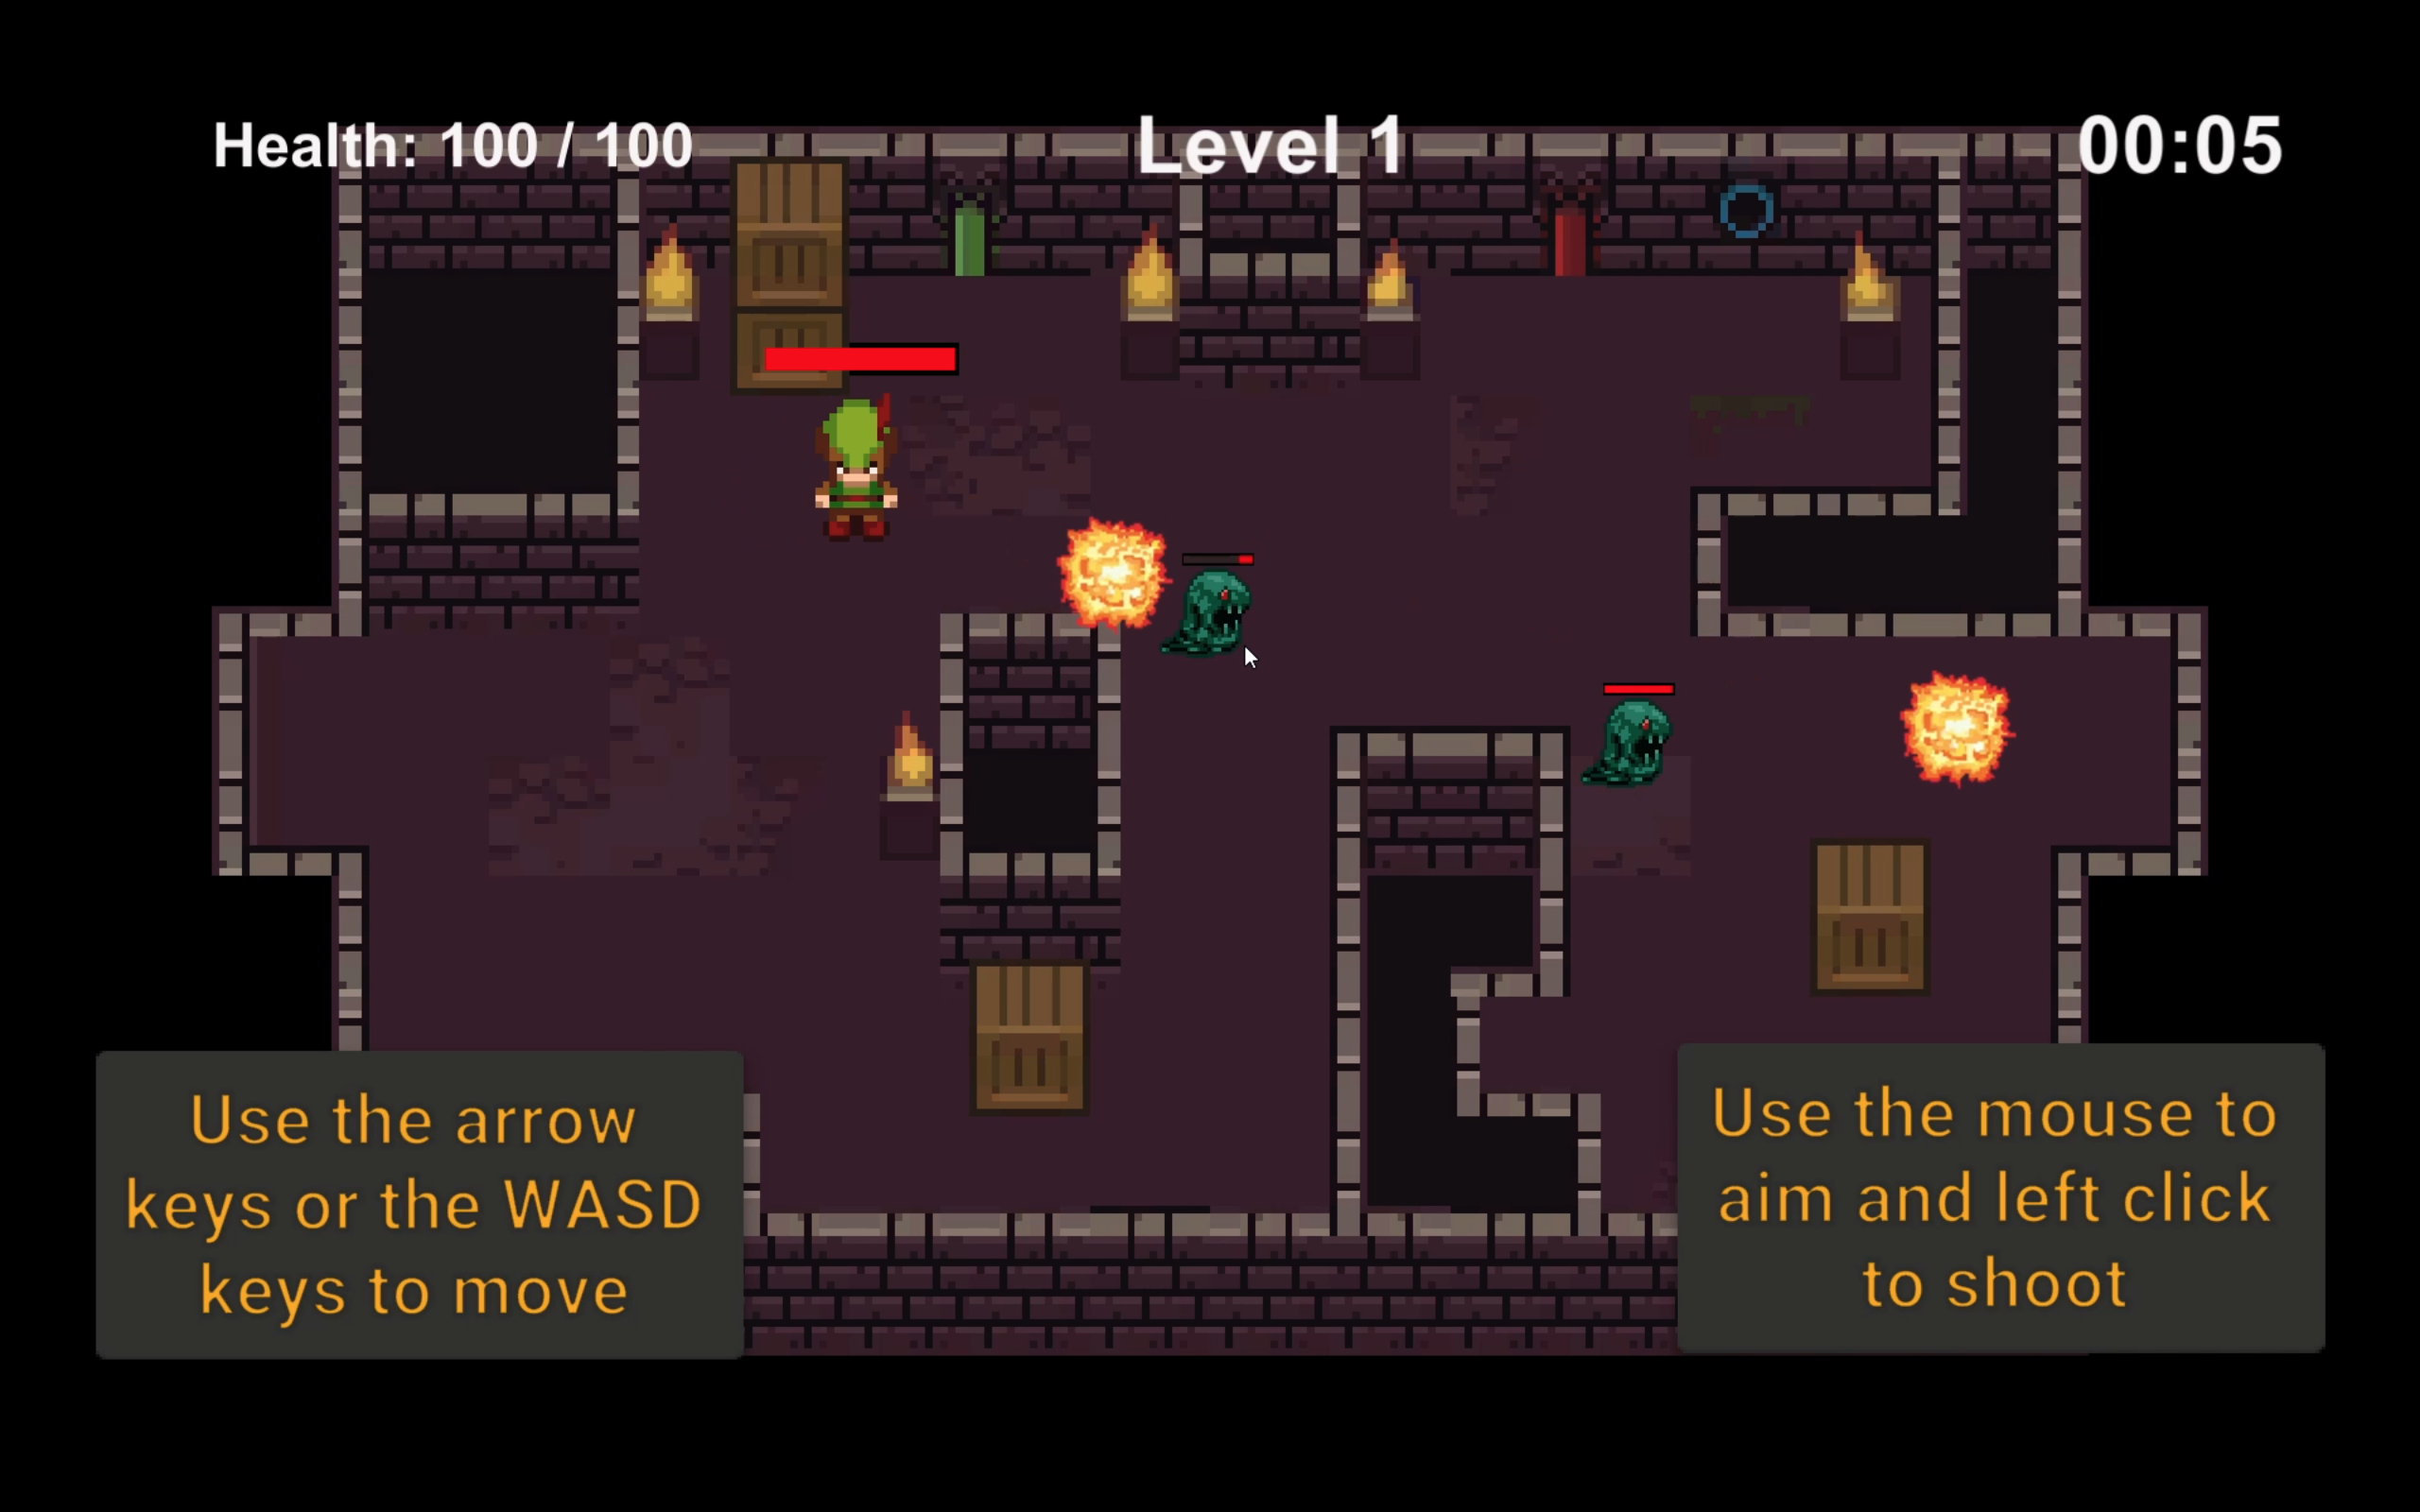 Health: 100 / 100
Level 1
00:05
Use the arrow
keys or the WASD
keys to move
Use the mouse to
aim and left click
to shoot